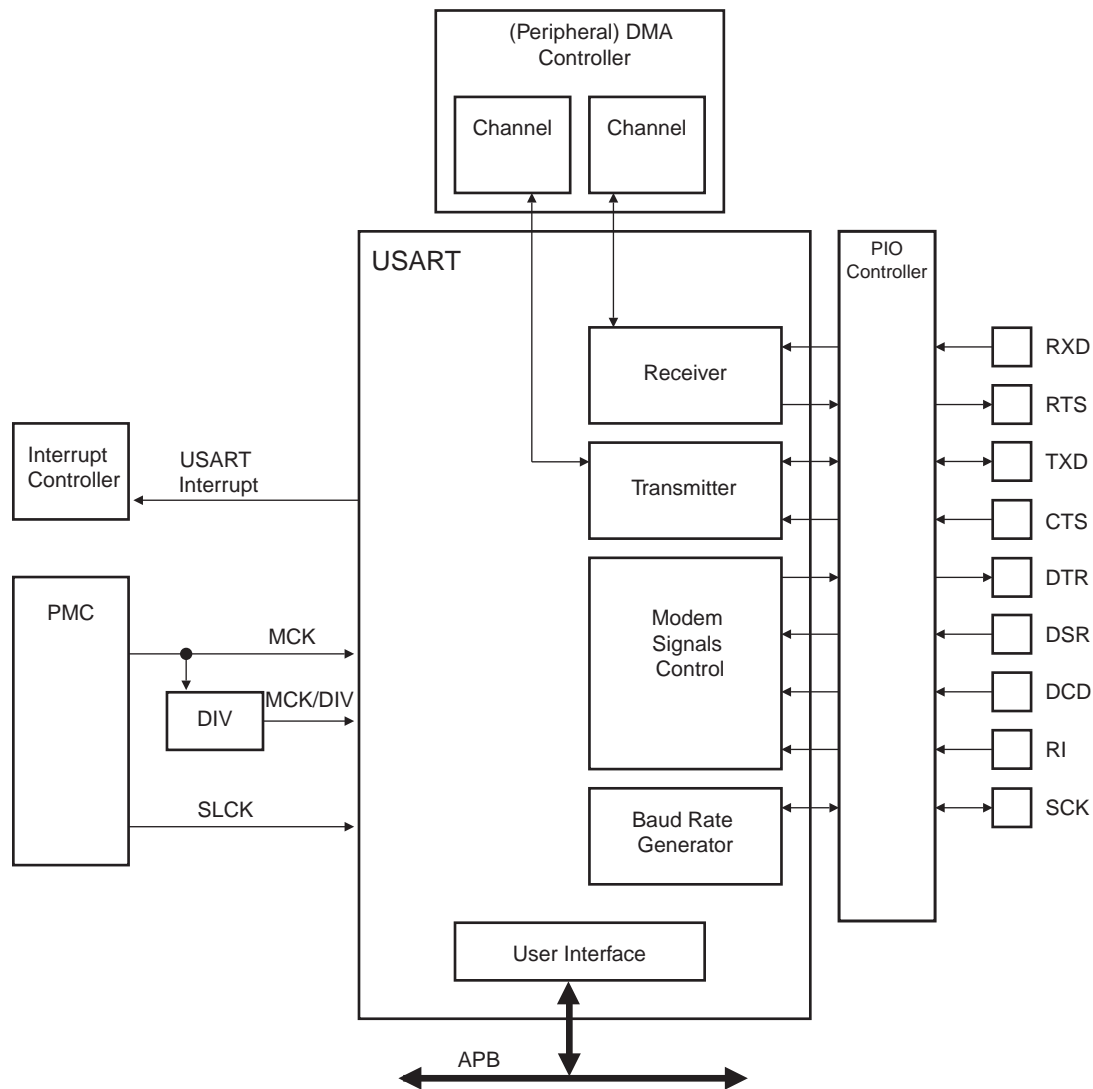 (Peripheral) DMA
Controller
Channel
Channel
USART
PIO
Controller
Receiver
RXD
RTS
Interrupt
Controller
USART
Interrupt
Transmitter
TXD
CTS
PMC
MCK
DIV
MCK/DIV
SLCK
Modem
Signals
Control
DTR
DSR
DCD
RI
Baud Rate
Generator
SCK
User Interface
APB